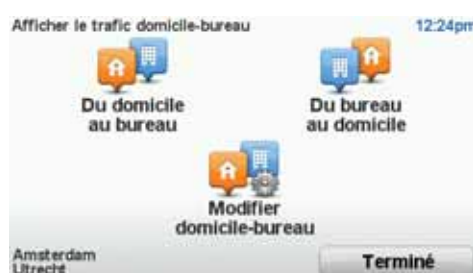 Afficher le trafic domicile-bureau 12:24pm
Du domicile
au bureau
Du bureau
au domicile
Modifier
domicile-bureau
Amsterdam
Utrecht
Terminé